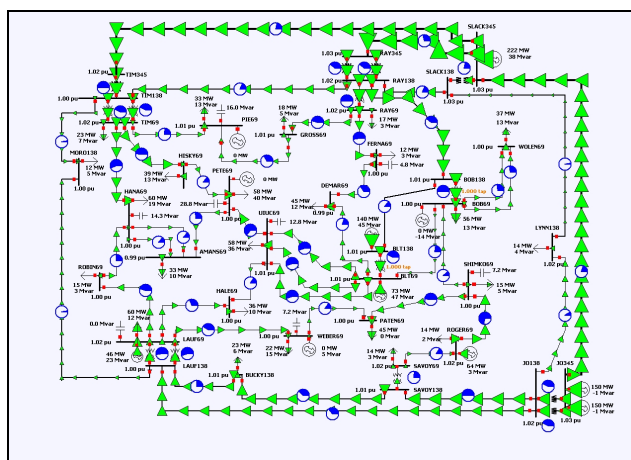 SLACK345
222 MW
38 Mvar
1.03 pu
RAY345
1.02 pu
TIM345
SLACK138
1.02 pu
RAY138
1.03 pu
1.03 pu
1.00 pu
TIM138
33 MW
13 Mvar
16.0 Mvar
PIE69
1.01 pu
18 MW
5 Mvar
RAY69
37 MW
13 Mvar
1.02 pu
TIM69
17 MW
3 Mvar
23 MW
7 Mvar
1.01 pu
GROSS69
1.02 pu
WOLEN69
1.00 pu
MORO138
12 MW
5 Mvar
1.00 pu
HISKY69
39 MW
13 Mvar
0 MW
0 MW
FERNA69
12 MW
3 Mvar
4.8 Mvar
1.00 pu
PETE69
58 MW
40 Mvar
1.01 pu
BOB138
1.000 tap
HANA69
60 MW
19 Mvar
28.8 Mvar
DEMAR69
45 MW
12 Mvar
0.99 pu
BOB69
56 MW
13 Mvar
14.3 Mvar
1.00 pu
UIUC69
12.8 Mvar
140 MW
45 Mvar
0 MW
-14 Mvar
1.00 pu
LYNN138
14 MW
4 Mvar
1.02 pu
58 MW
36 Mvar
1.01 pu
BLT138
1.000 tap
0.99 pu
AMANS69
33 MW
10 Mvar
1.00 pu
SHIMKO69
7.2 Mvar
ROBIN69
15 MW
3 Mvar
1.00 pu
1.01 pu
BLT69
73 MW
47 Mvar
15 MW
5 Mvar
HALE69
36 MW
10 Mvar
1.00 pu
0.0 Mvar
60 MW
12 Mvar
7.2 Mvar
PATEN69
45 MW
0 Mvar
1.02 pu
LAUF69
46 MW
23 Mvar
1.00 pu
22 MW
15 Mvar
WEBER69
0 MW
5 Mvar
14 MW
2 Mvar
ROGER69
14 MW
3 Mvar
SAVOY69
1.02 pu
64 MW
3 Mvar
LAUF138
1.00 pu
23 MW
6 Mvar
BUCKY138
1.01 pu
1.01 pu
SAVOY138
JO138
JO345
150 MW
-1 Mvar
150 MW
-1 Mvar
1.02 pu
1.03 pu